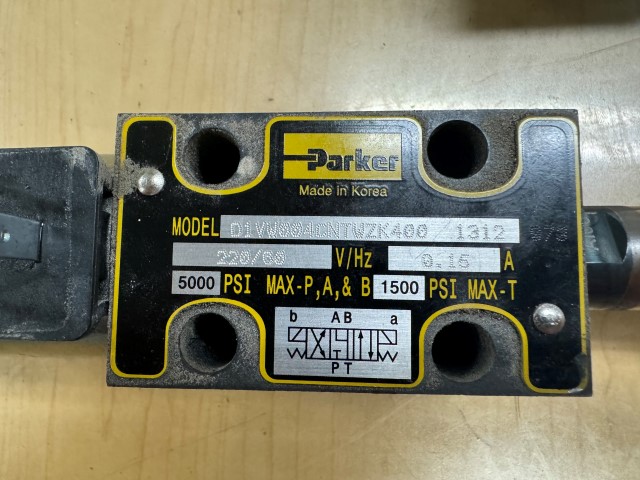 Parker
Made in Korea
MODEL D1VW004CNTWZK400 1312
220/60 V/Hz 0.15 A
5000 PSI MAX-P,A,& B 1500 PSI MAX-T
b AB a
P T